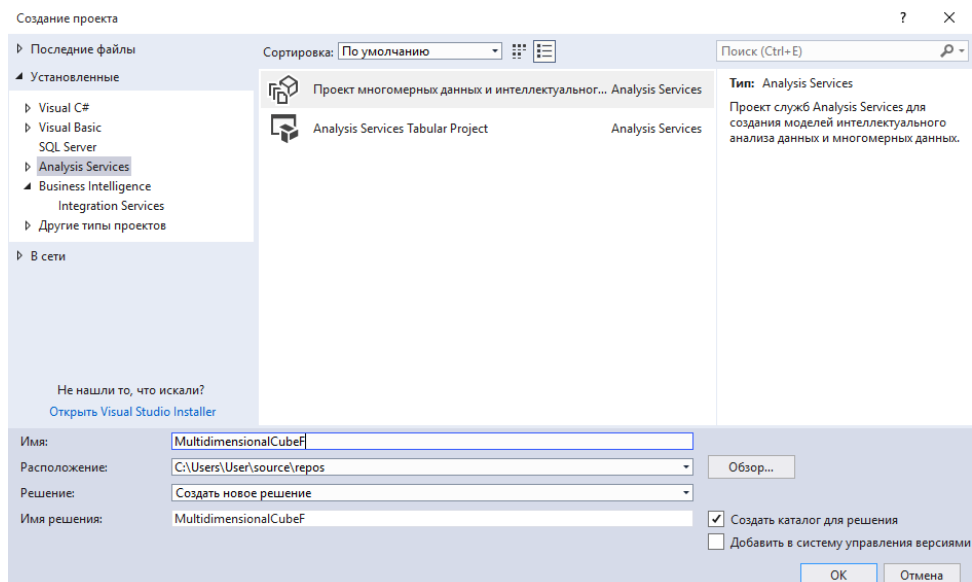 Создание проекта
?
Последние файлы
Установленные
Visual C#
Visual Basic
SQL Server
Analysis Services
Business Intelligence
Integration Services
Другие типы проектов
В сети
Не нашли то, что искали?
Открыть Visual Studio Installer
Сортировка: По умолчанию
Проект многомерных данных и интеллектуальног... Analysis Services
Analysis Services Tabular Project Analysis Services
Поиск (Ctrl+E)
Тип: Analysis Services
Проект служб Analysis Services для
создания моделей интеллектуального
анализа данных и многомерных данных.
Имя: MultidimensionalCubeF
Расположение: C:\Users\User\source\repos Обзор...
Решение: Создать новое решение
Имя решения: MultidimensionalCubeF
Создать каталог для решения
Добавить в систему управления версиями
OK Отмена